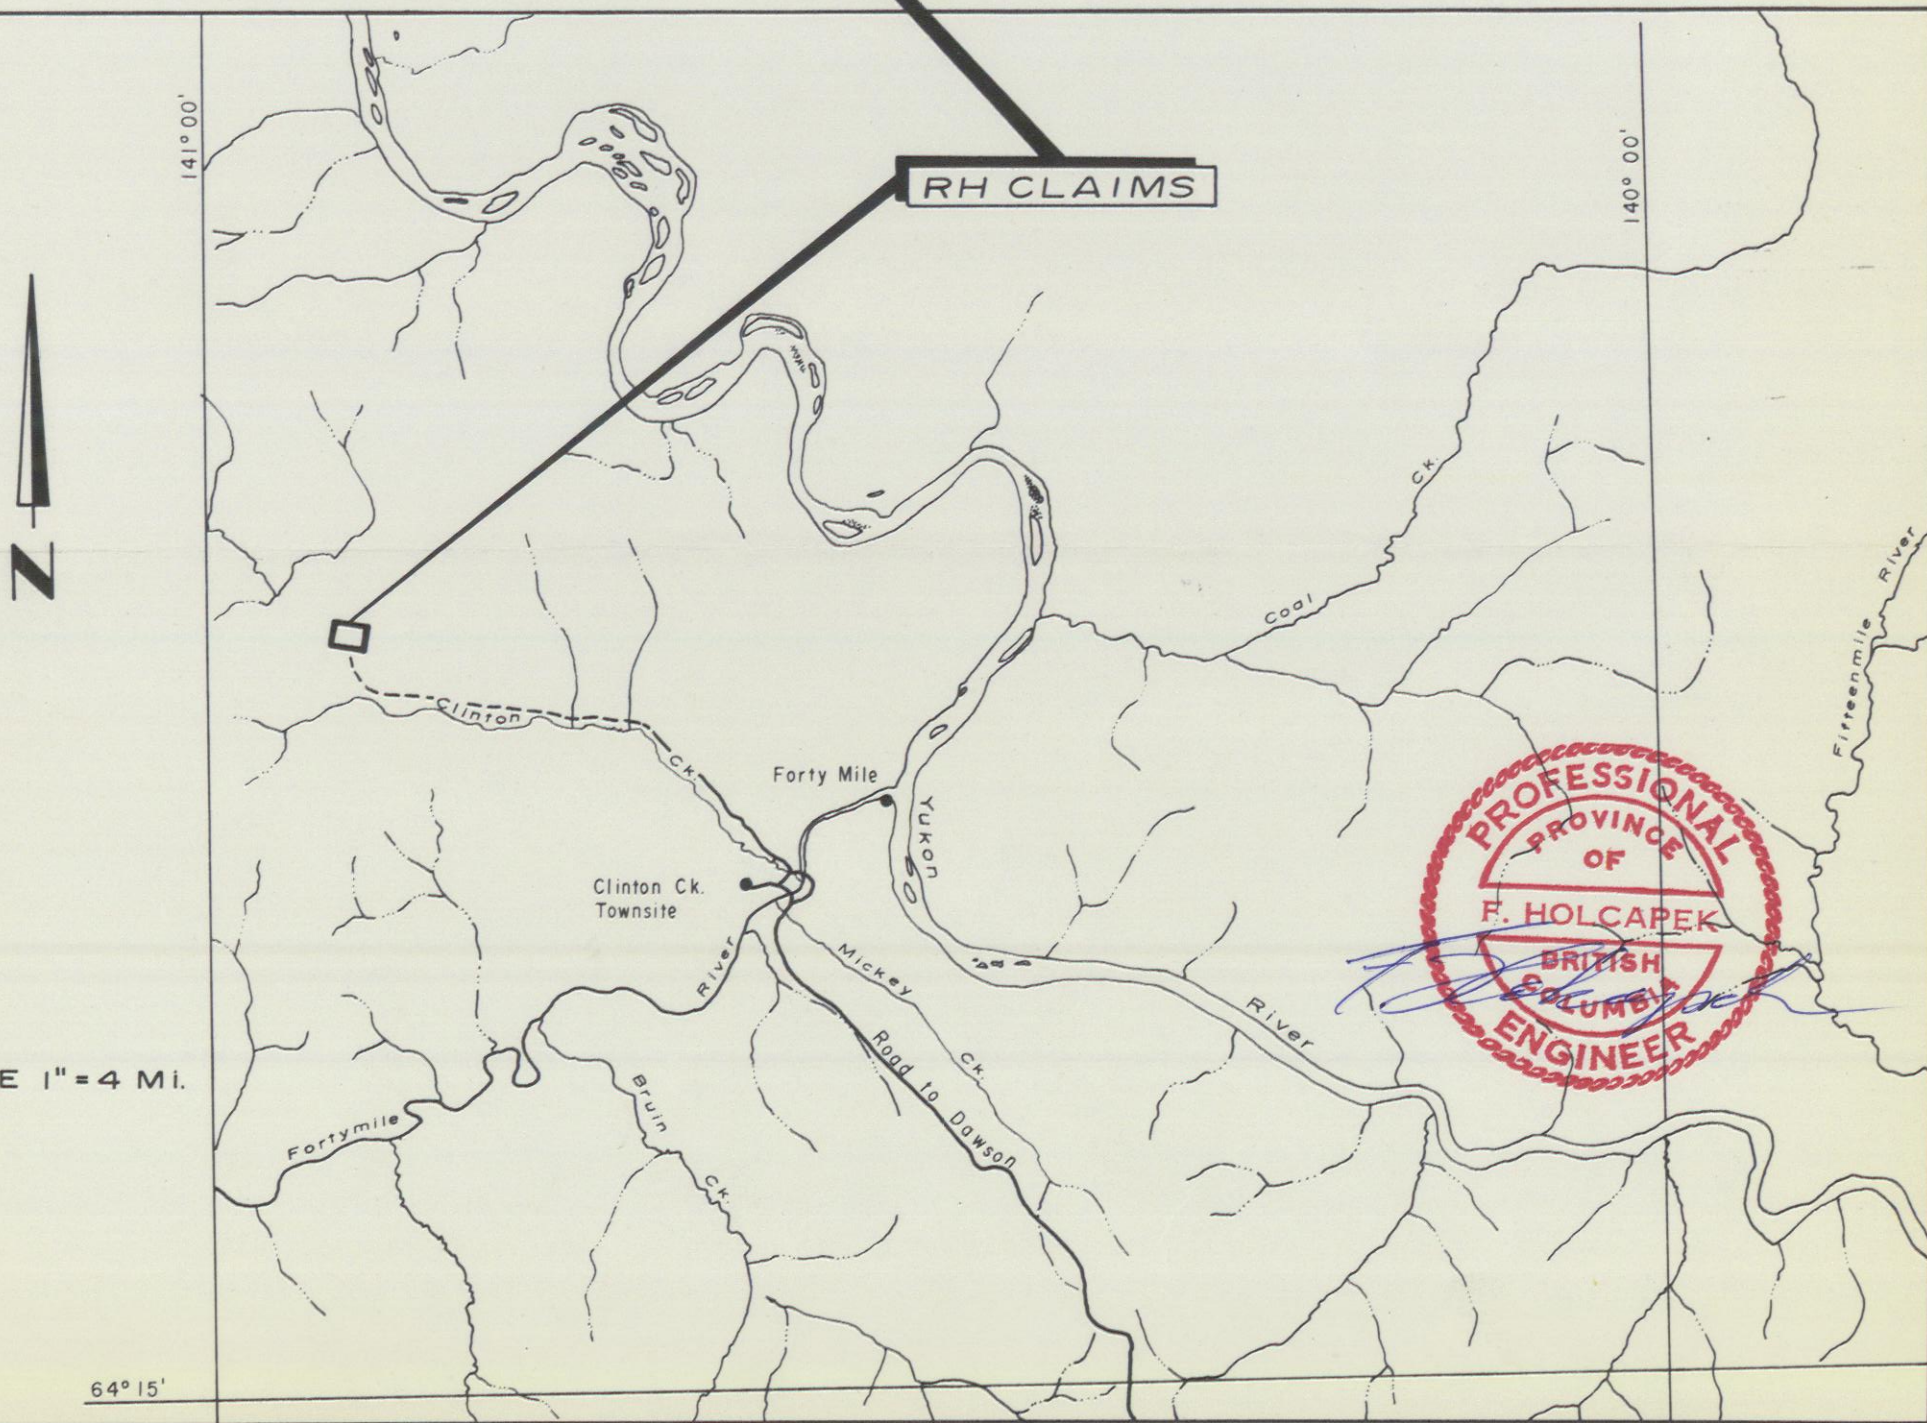 141° 00'
140° 00'
RH CLAIMS
N
Coal Ck.
Fifteenmile River
Clinton Ck.
Forty Mile
Yukon River
Clinton Ck.
Townsite
Fortymile River
Mickey Ck.
Road to Dawson
Bruin Ck.
E 1" = 4 Mi.
PROFESSIONAL
PROVINCE
OF
F. HOLCAPEK
BRITISH
COLUMBIA
ENGINEER
64° 15'